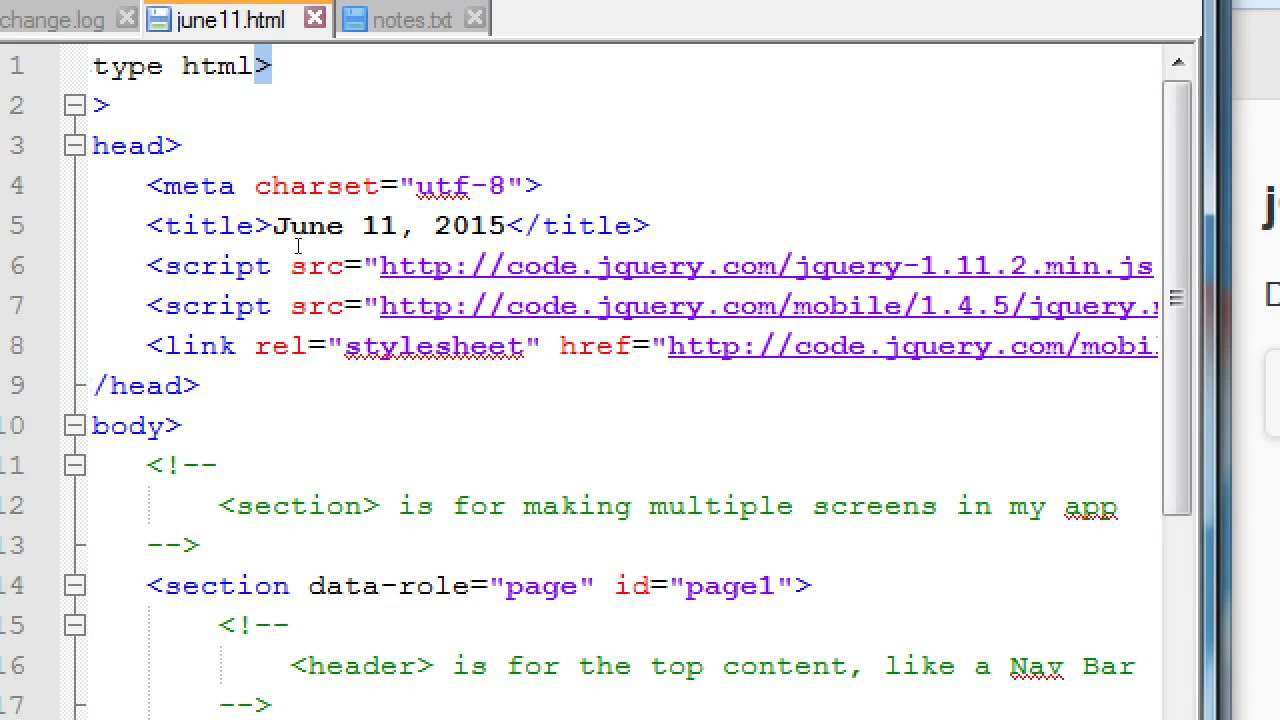 change.log june11.html notes.txt
1 type html>
2 >
3 head>
4 <meta charset="utf-8">
5 <title>June 11, 2015</title>
6 <script src="http://code.jquery.com/jquery-1.11.2.min.js
7 <script src="http://code.jquery.com/mobile/1.4.5/jquery.
8 <link rel="stylesheet" href="http://code.jquery.com/mobi
9 /head>
10 body>
11 <!--
12 <section> is for making multiple screens in my app
13 -->
14 <section data-role="page" id="page1">
15 <!--
16 <header> is for the top content, like a Nav Bar
17 -->